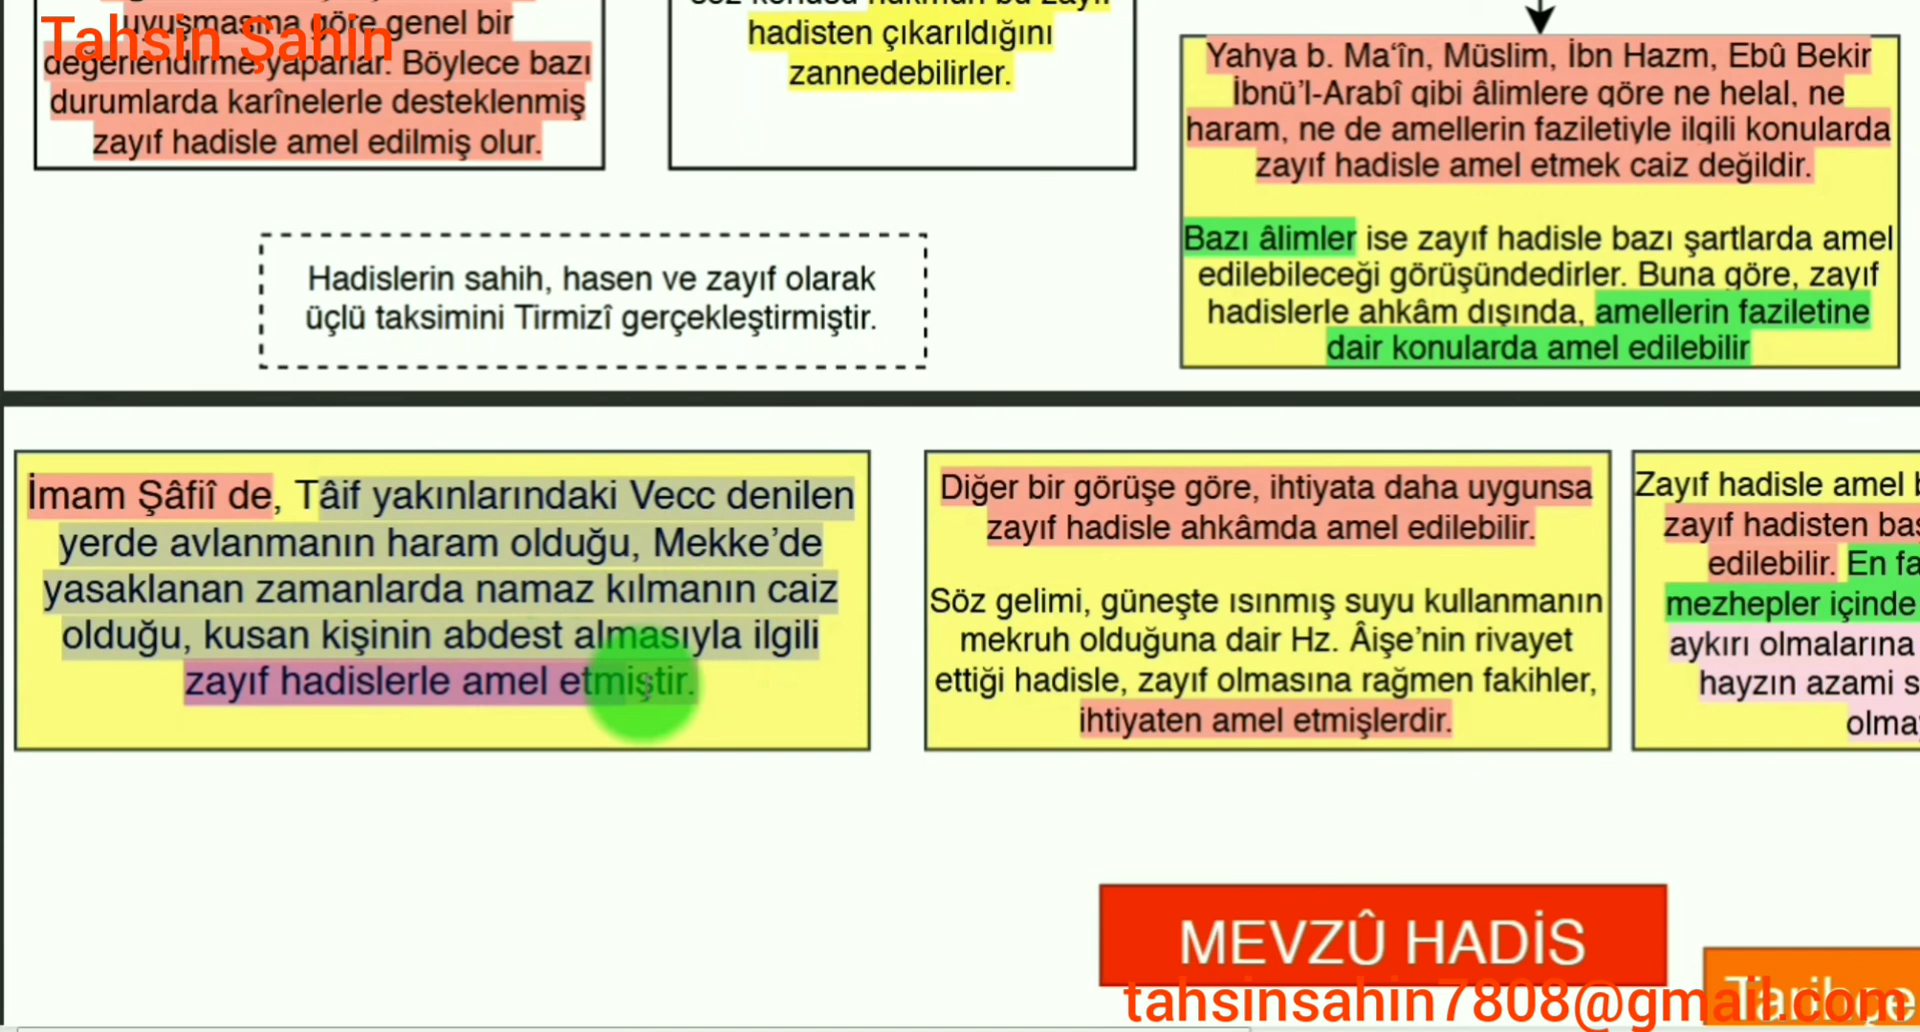 uyuşmasına göre genel bir
Tahsin Şahin
değerlendirme yaparlar. Böylece bazı
durumlarda karînelerle desteklenmiş
zayıf hadisle amel edilmiş olur.
söz konusu hükmün bu zayıf
hadisten çıkarıldığını
zannedebilirler.
Yahya b. Ma‘în, Müslim, İbn Hazm, Ebû Bekir
İbnü’l-Arabî gibi âlimlere göre ne helal, ne
haram, ne de amellerin faziletiyle ilgili konularda
zayıf hadisle amel etmek caiz değildir.
Bazı âlimler ise zayıf hadisle bazı şartlarda amel
edilebileceği görüşündedirler. Buna göre, zayıf
hadislerle ahkâm dışında, amellerin faziletine
dair konularda amel edilebilir
Hadislerin sahih, hasen ve zayıf olarak
üçlü taksimini Tirmizî gerçekleştirmiştir.
İmam Şâfiî de, Tâif yakınlarındaki Vecc denilen
yerde avlanmanın haram olduğu, Mekke’de
yasaklanan zamanlarda namaz kılmanın caiz
olduğu, kusan kişinin abdest almasıyla ilgili
zayıf hadislerle amel etmiştir.
Diğer bir görüşe göre, ihtiyata daha uygunsa
zayıf hadisle ahkâmda amel edilebilir.
Söz gelimi, güneşte ısınmış suyu kullanmanın
mekruh olduğuna dair Hz. Âişe’nin rivayet
ettiği hadisle, zayıf olmasına rağmen fakihler,
ihtiyaten amel etmişlerdir.
Zayıf hadisle amel
zayıf hadisten
edilebilir. En
mezhepler içinde
aykırı olmalarına
hayzın azami
MEVZÛ HADİS
tahsinsahin7808@gmail.com